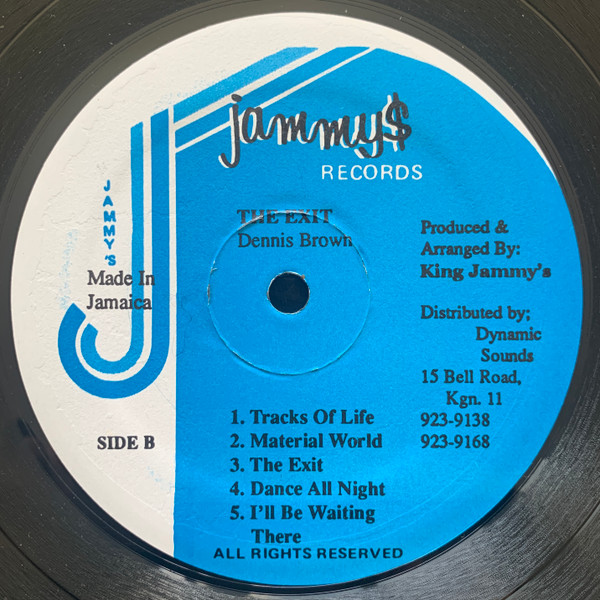 jammy$
RECORDS
JAMMY'S
THE EXIT
Dennis Brown
Made In
Jamaica
Produced &
Arranged By:
King Jammy's
Distributed by;
Dynamic
Sounds
15 Bell Road,
Kgn. 11
923-9138
923-9168
SIDE B
1. Tracks Of Life
2. Material World
3. The Exit
4. Dance All Night
5. I'll Be Waiting
There
ALL RIGHTS RESERVED